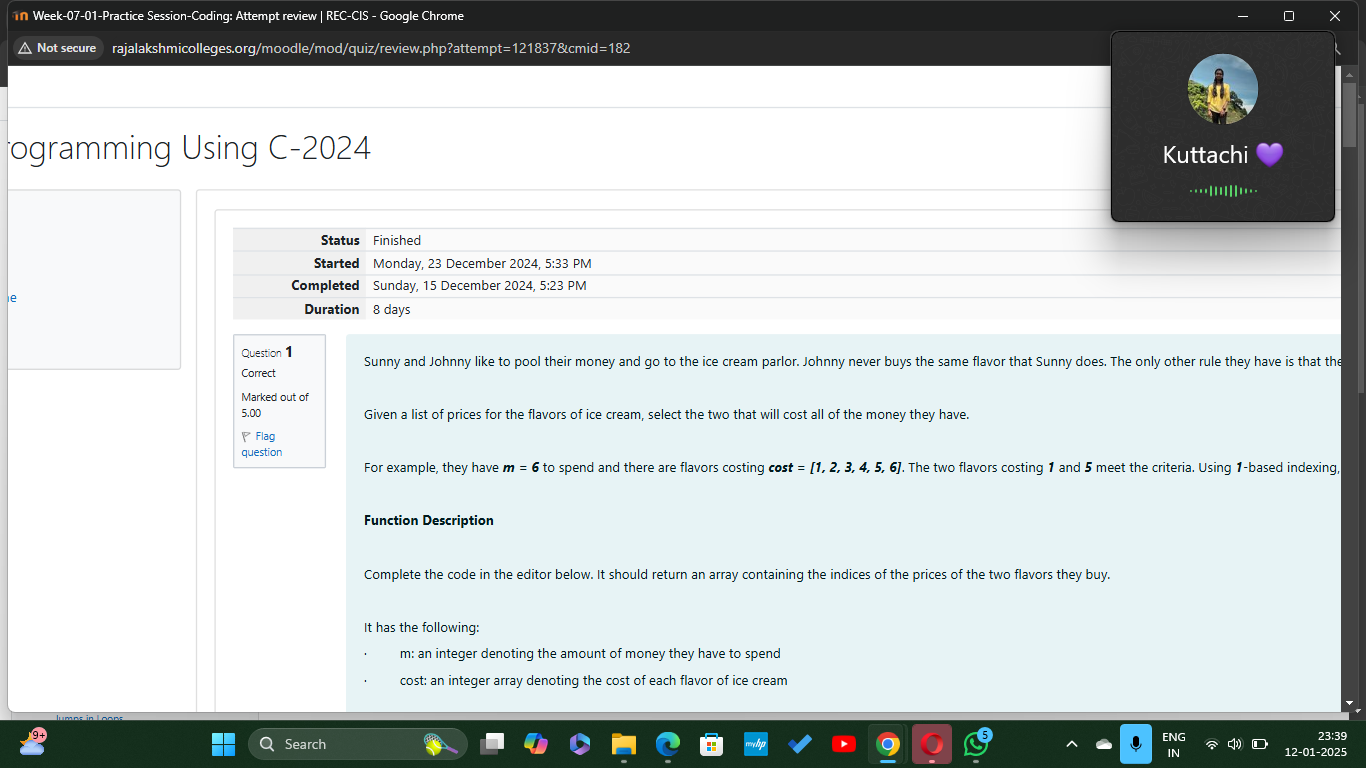 Week-07-01-Practice Session-Coding: Attempt review | REC-CIS - Google Chrome
Not secure
rajalakshmicolleges.org/moodle/mod/quiz/review.php?attempt=121837&cmid=182
Kuttachi 💜
rogramming Using C-2024
Status Finished
Started Monday, 23 December 2024, 5:33 PM
Completed Sunday, 15 December 2024, 5:23 PM
Duration 8 days
Question 1
Correct
Marked out of
5.00
Flag
question
Sunny and Johnny like to pool their money and go to the ice cream parlor. Johnny never buys the same flavor that Sunny does. The only other rule they have is that the
Given a list of prices for the flavors of ice cream, select the two that will cost all of the money they have.
For example, they have m = 6 to spend and there are flavors costing cost = [1, 2, 3, 4, 5, 6]. The two flavors costing 1 and 5 meet the criteria. Using 1-based indexing,
Function Description
Complete the code in the editor below. It should return an array containing the indices of the prices of the two flavors they buy.
It has the following:
· m: an integer denoting the amount of money they have to spend
· cost: an integer array denoting the cost of each flavor of ice cream
Jumps in Loops
9+
Search
myhp
5
ENG
IN
23:39
12-01-2025